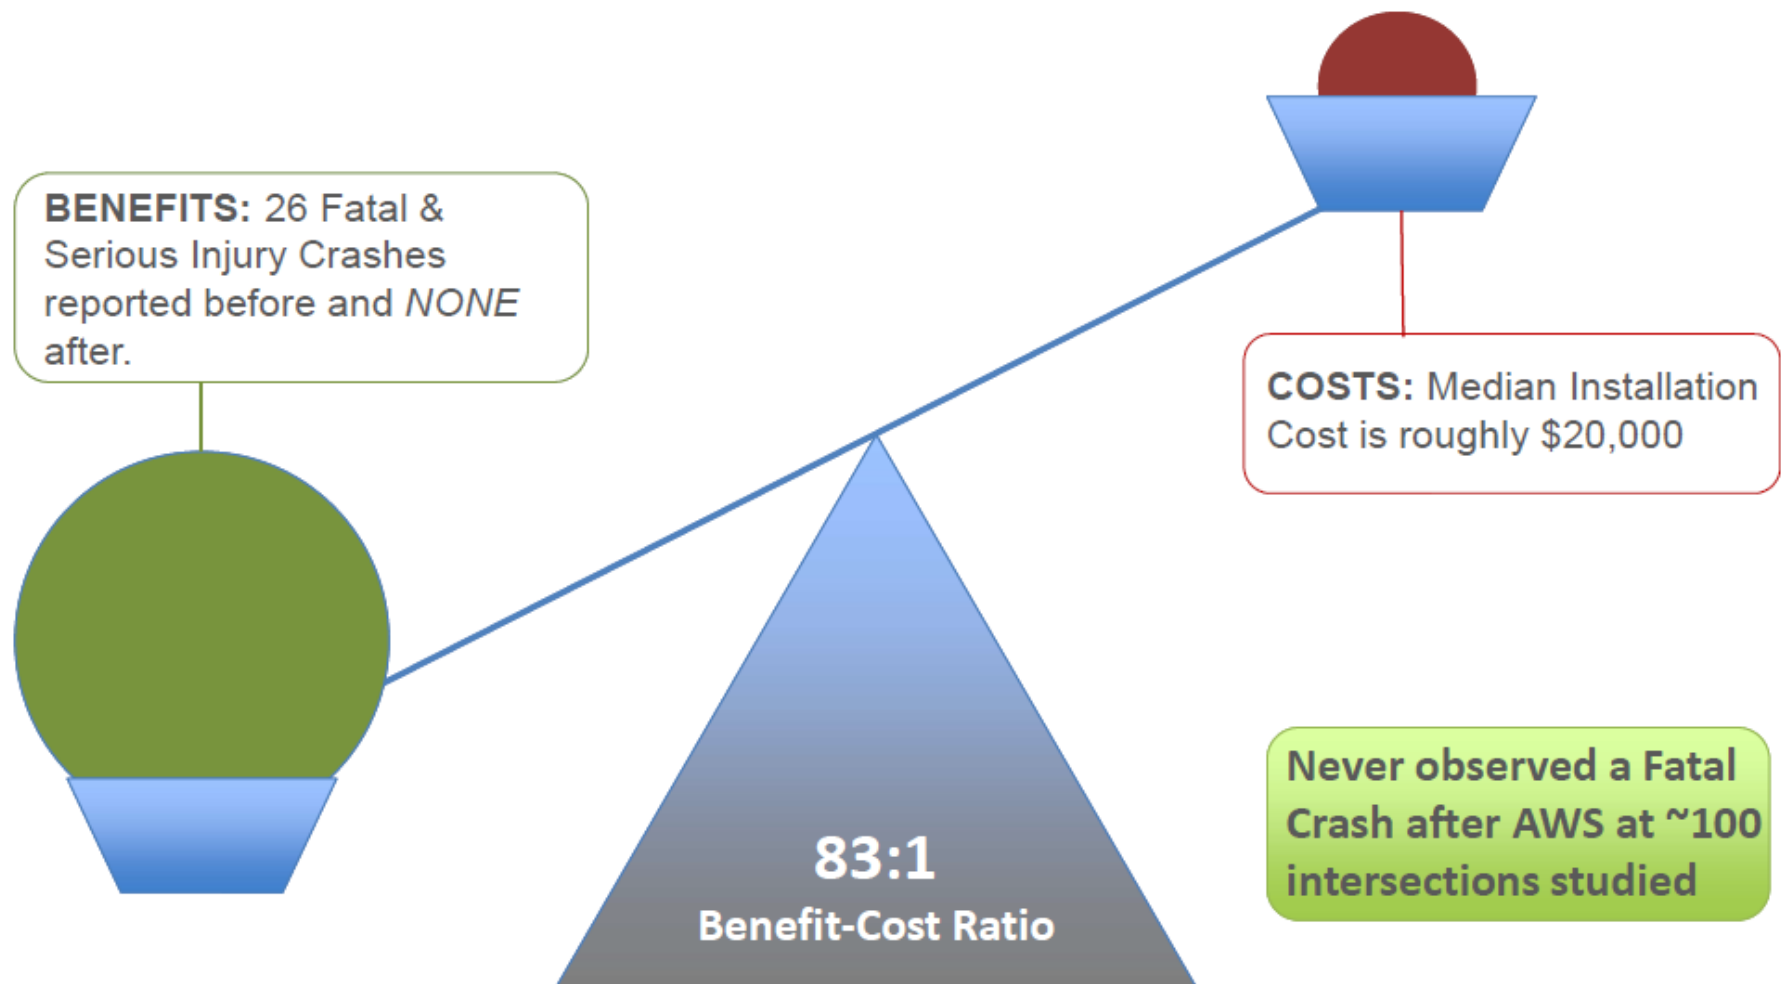 BENEFITS: 26 Fatal &
Serious Injury Crashes
reported before and NONE
after.
COSTS: Median Installation
Cost is roughly $20,000
83:1
Benefit-Cost Ratio
Never observed a Fatal
Crash after AWS at ~100
intersections studied